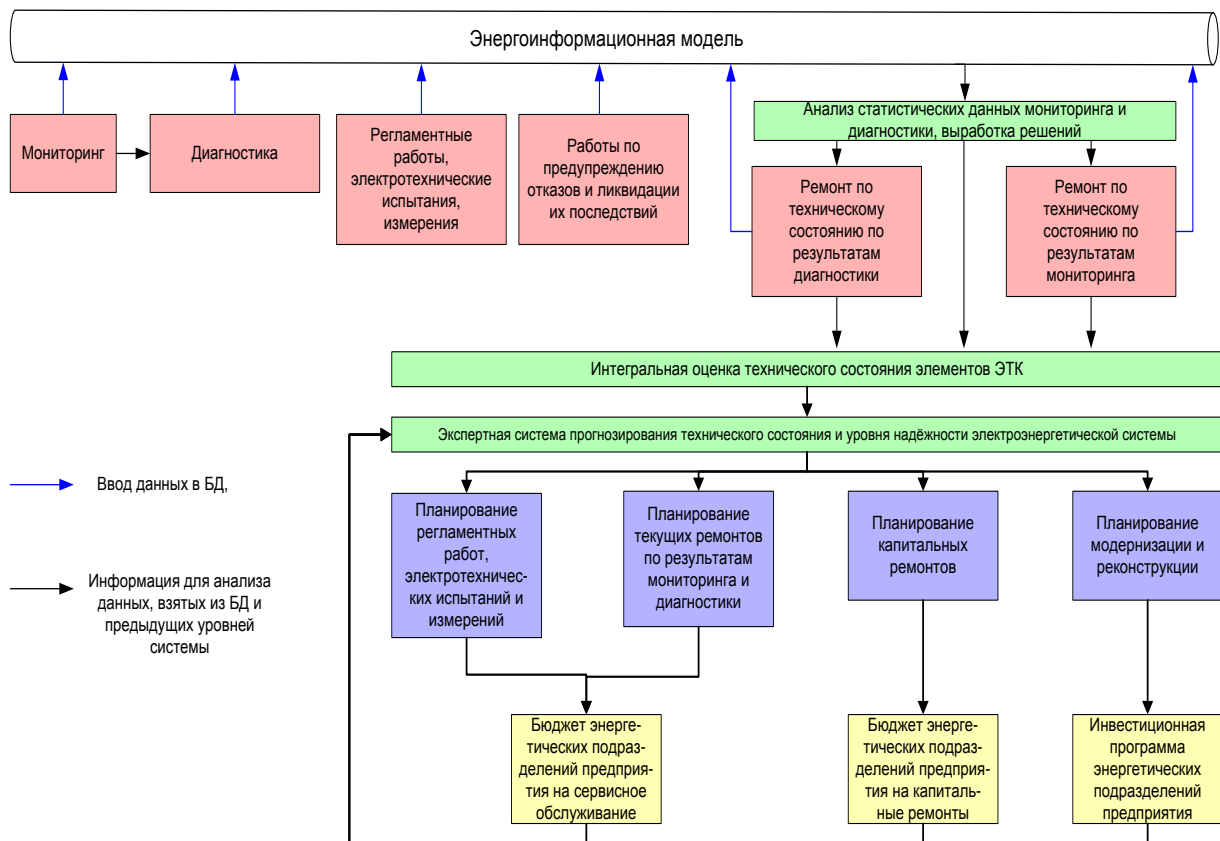 Энергоинформационная модель
Анализ статистических данных мониторинга и
диагностики, выработка решений
Мониторинг
Диагностика
Регламентные
работы,
электротехнические
испытания,
измерения
Работы по
предупреждению
отказов и ликвидации
их последствий
Ремонт по
техническому
состоянию по
результатам
диагностики
Ремонт по
техническому
состоянию по
результатам
мониторинга
Интегральная оценка технического состояния элементов ЭТК
Экспертная система прогнозирования технического состояния и уровня надёжности электроэнергетической системы
Ввод данных в БД,
Информация для анализа
данных, взятых из БД и
предыдущих уровней
системы
Планирование
регламентных
работ,
электротехничес-
ких испытаний и
измерений
Планирование
текущих ремонтов
по результатам
мониторинга и
диагностики
Планирование
капитальных
ремонтов
Планирование
модернизации и
реконструкции
Бюджет энерге-
тических подраз-
делений предприя-
тия на сервисное
обслуживание
Бюджет энерге-
тических подраз-
делений предприя-
тия на капиталь-
ные ремонты
Инвестиционная
программа
энергетических
подразделений
предприятия